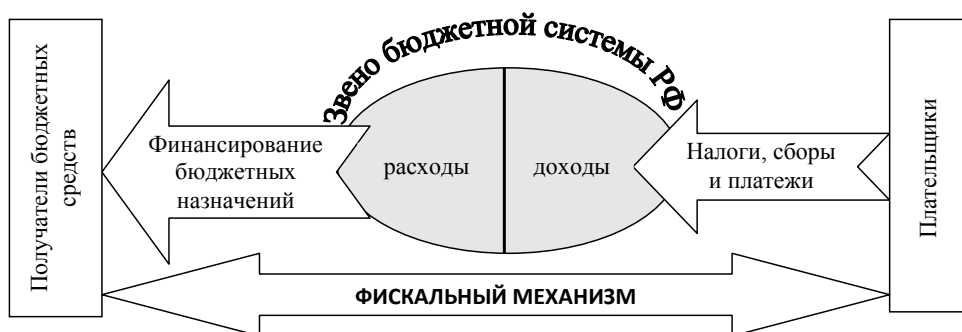 Звено бюджетной системы РФ
Получатели бюджетных
средств
Финансирование
бюджетных
назначений
расходы
доходы
Налоги, сборы
и платежи
Плательщики
ФИСКАЛЬНЫЙ МЕХАНИЗМ